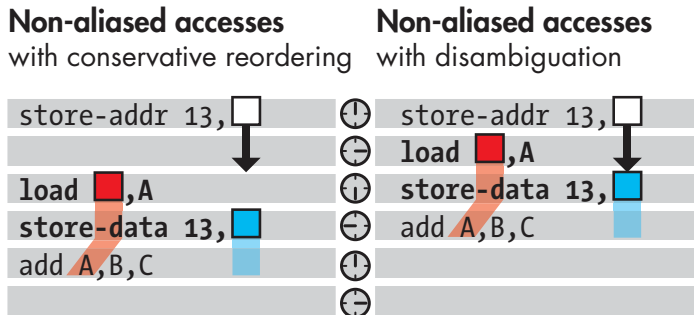 Non-aliased accesses
with conservative reordering
store-addr 13,
load ,A
store-data 13,
add A,B,C
Non-aliased accesses
with disambiguation
store-addr 13,
load ,A
store-data 13,
add A,B,C